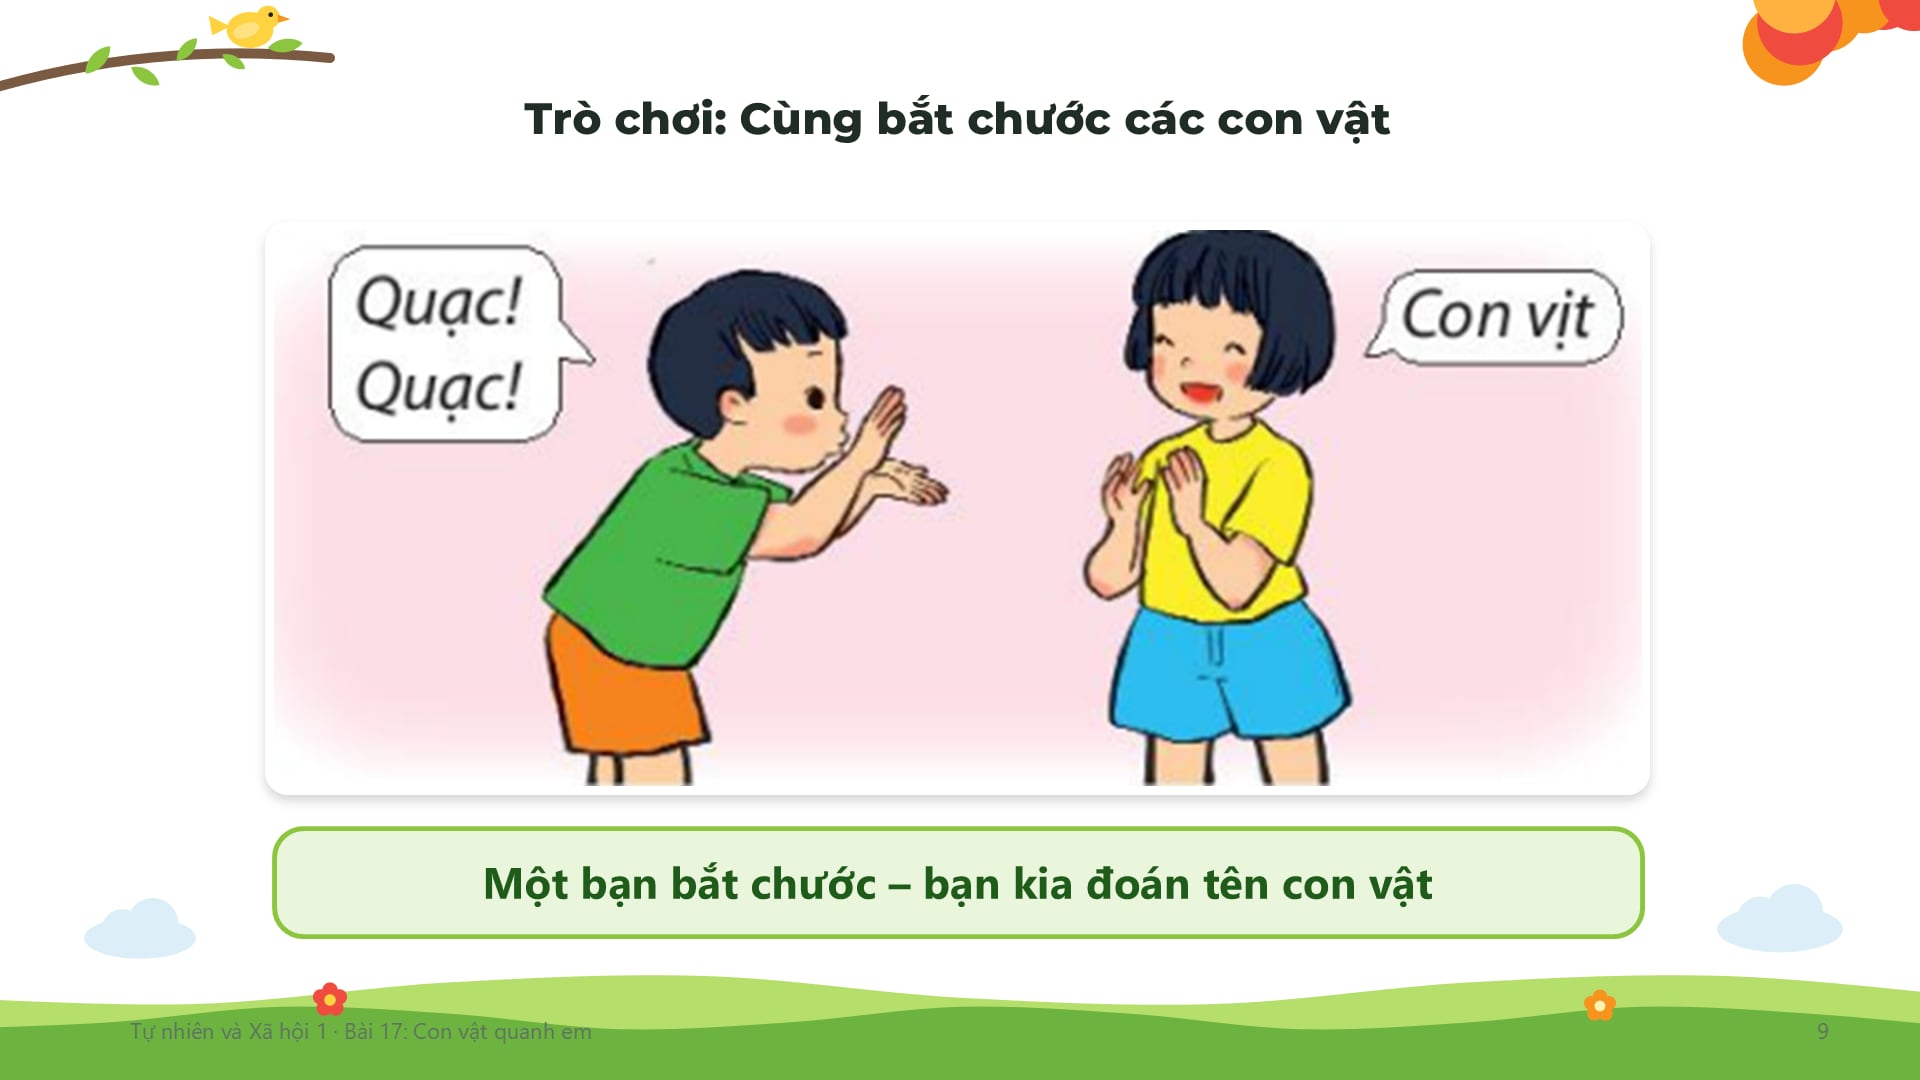 Trò chơi: Cùng bắt chước các con vật
Quạc!
Quạc!
Con vịt
Một bạn bắt chước – bạn kia đoán tên con vật
Tự nhiên và Xã hội 1 · Bài 17: Con vật quanh em
9